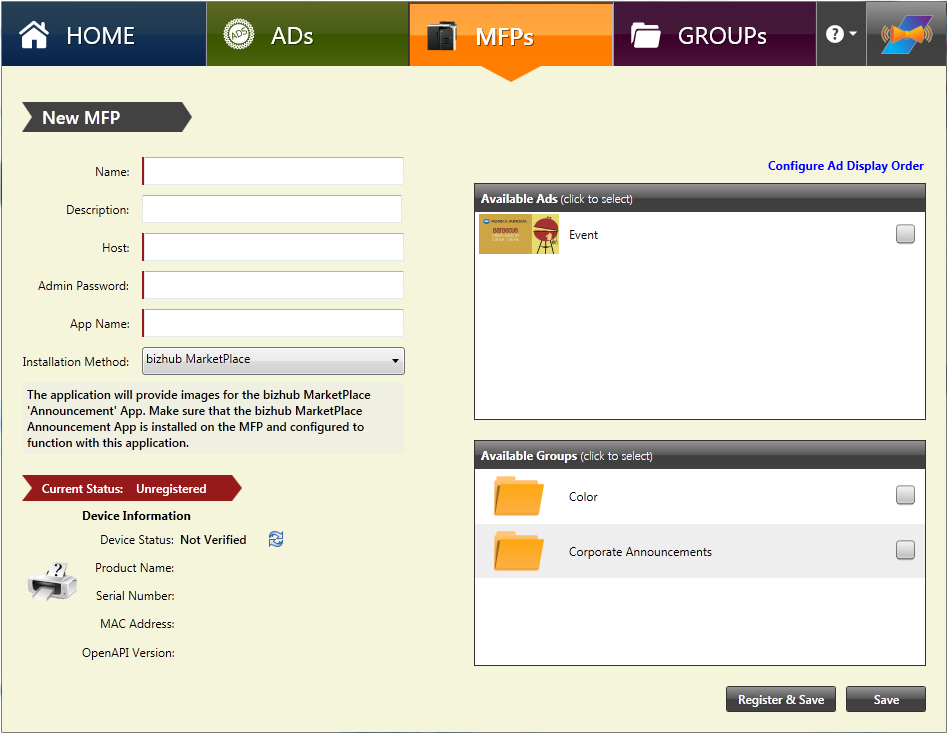 HOME
ADs
MFPs
GROUPs
?
New MFP
Name:
Description:
Host:
Admin Password:
App Name:
Installation Method:
bizhub MarketPlace
The application will provide images for the bizhub MarketPlace
'Announcement' App. Make sure that the bizhub MarketPlace
Announcement App is installed on the MFP and configured to
function with this application.
Current Status: Unregistered
Device Information
Device Status: Not Verified
?
Product Name:
Serial Number:
MAC Address:
OpenAPI Version:
Configure Ad Display Order
Available Ads (click to select)
KONICA MINOLTA
BARBECUE
Event
Available Groups (click to select)
Color
Corporate Announcements
Register & Save
Save